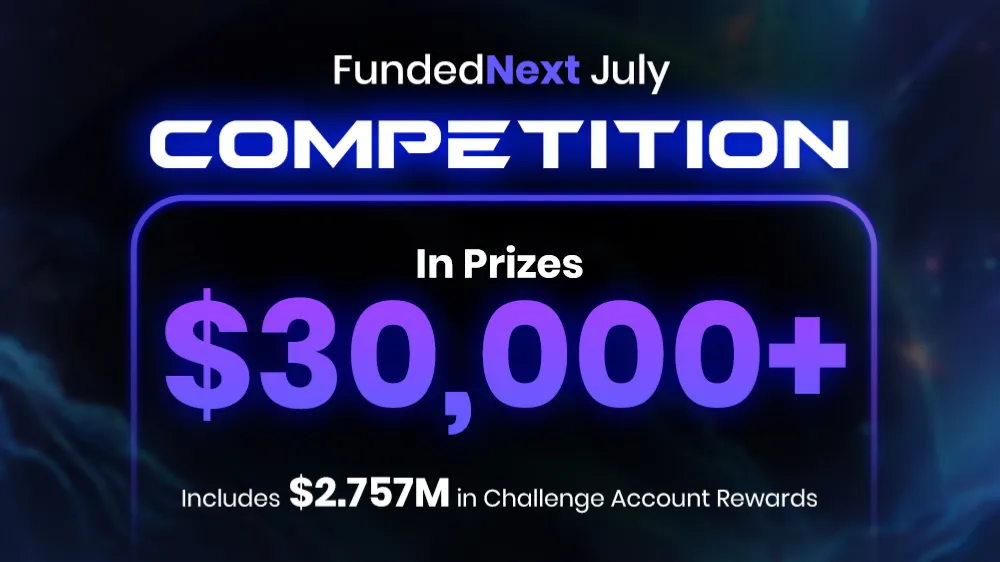 FundedNext July
COMPETITION
In Prizes
$30,000+
Includes $2.757M in Challenge Account Rewards